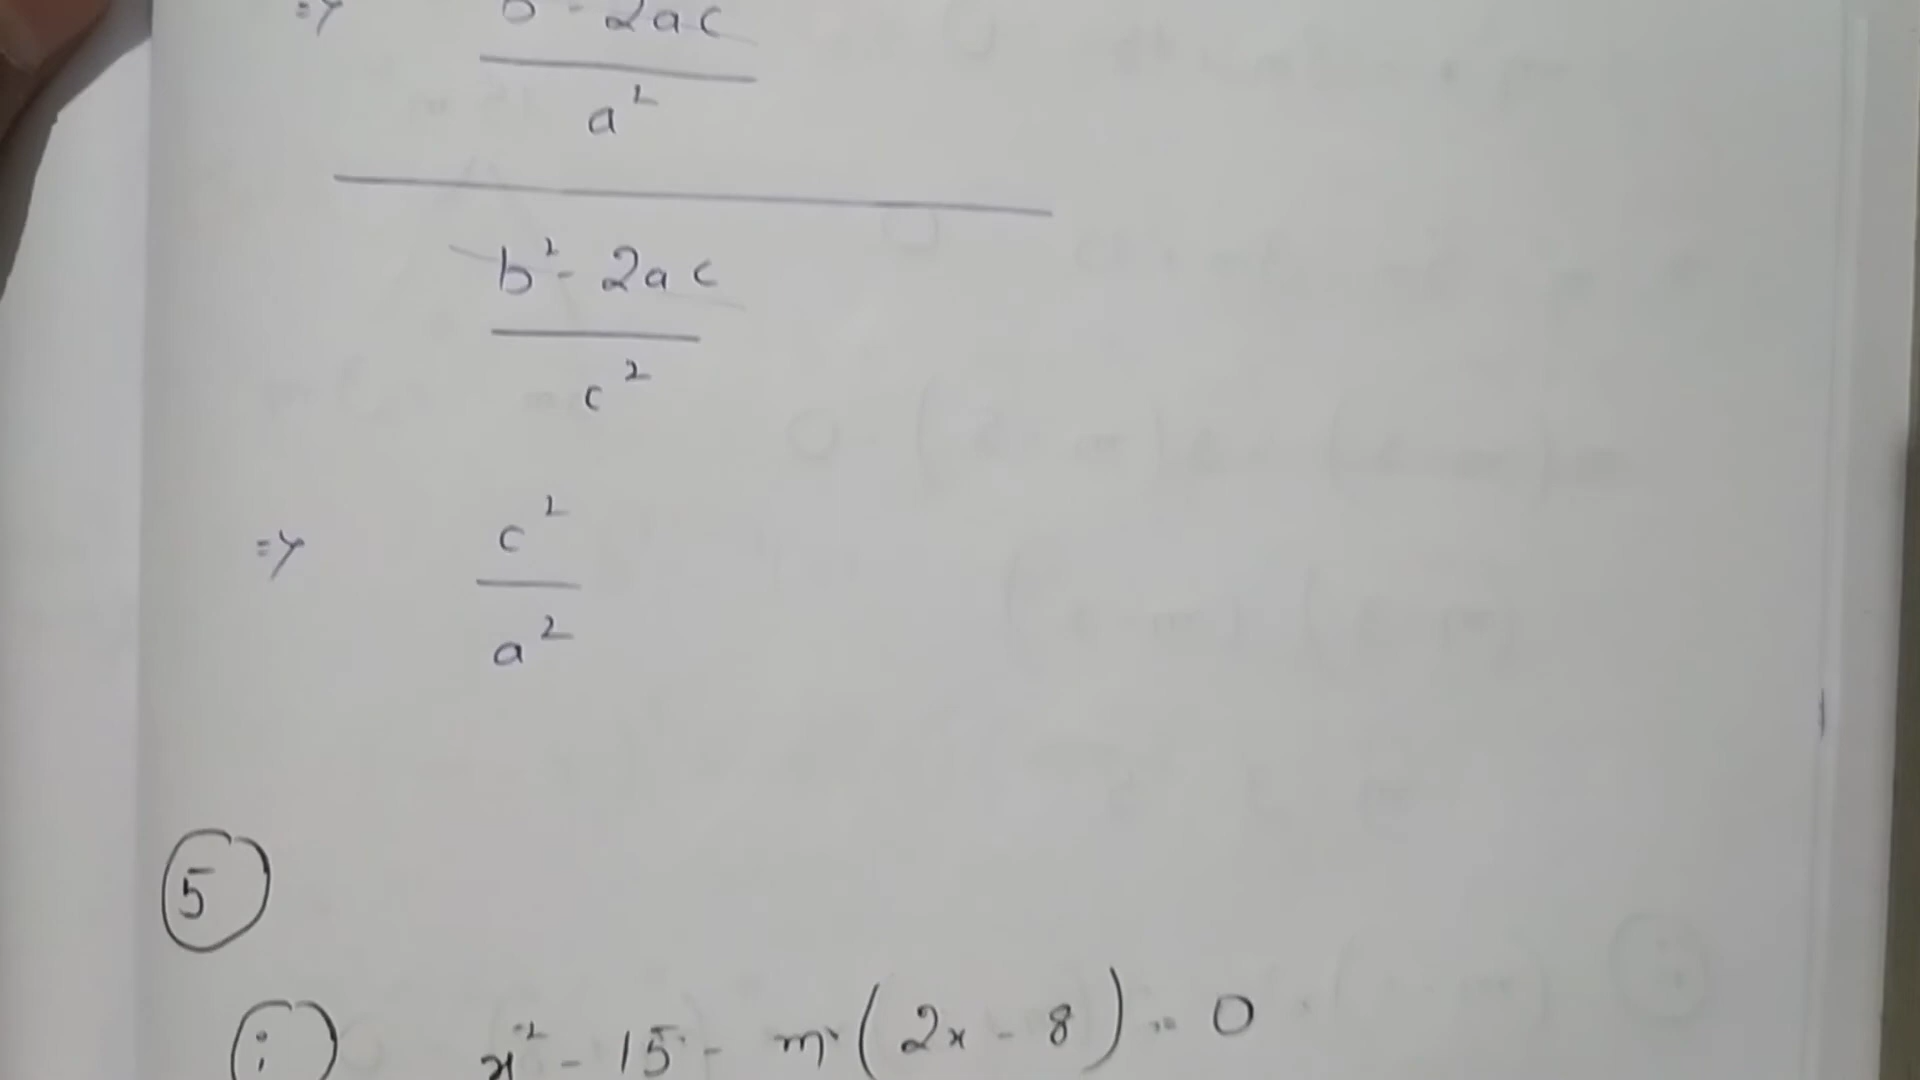 => b² - 2ac
a²
b² - 2ac
c²
=> c²
a²
5
i x² - 15 - m(2x - 8) = 0